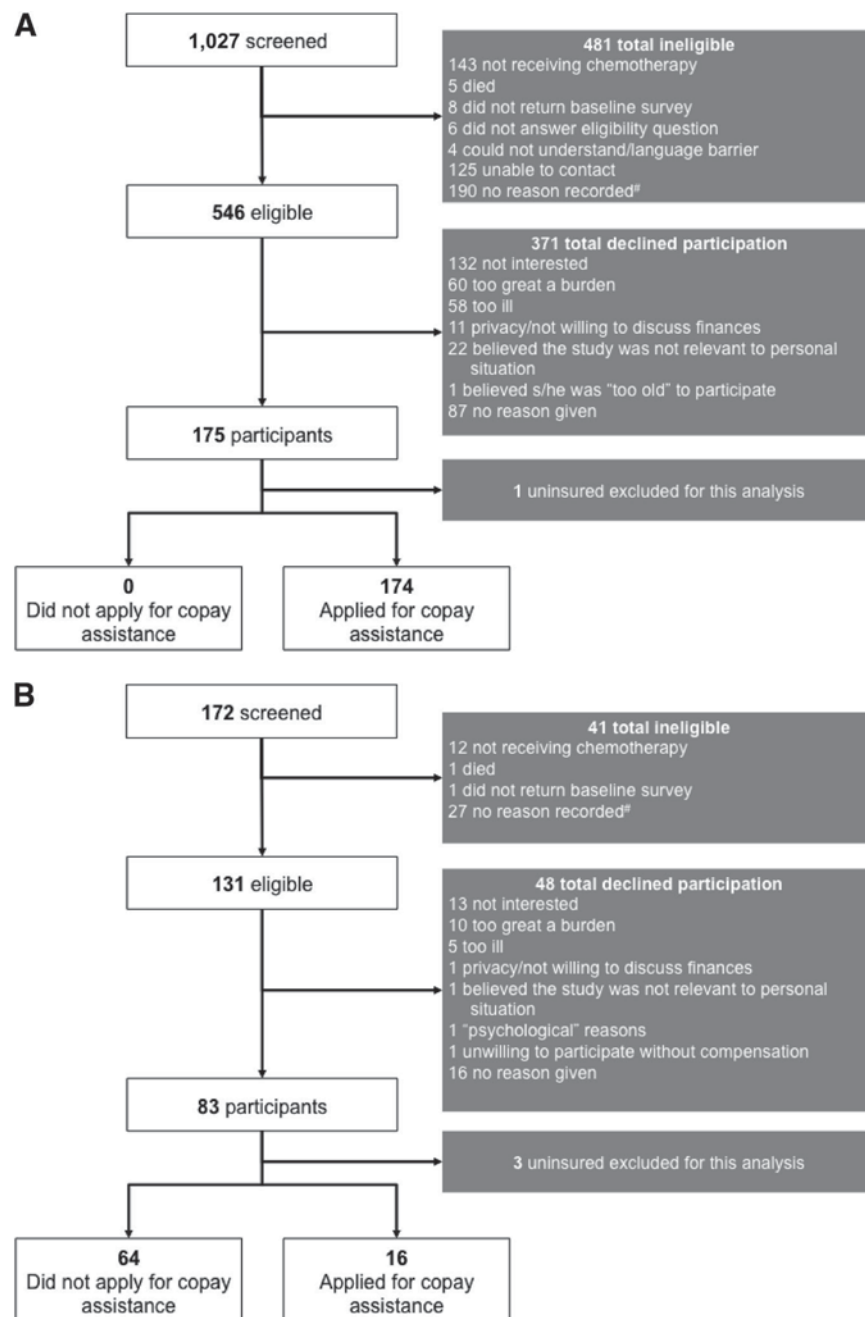 A
1,027 screened
481 total ineligible
143 not receiving chemotherapy
5 died
8 did not return baseline survey
6 did not answer eligibility question
4 could not understand/language barrier
125 unable to contact
190 no reason recorded#
546 eligible
371 total declined participation
132 not interested
60 too great a burden
58 too ill
11 privacy/not willing to discuss finances
22 believed the study was not relevant to personal
situation
1 believed s/he was "too old" to participate
87 no reason given
175 participants
1 uninsured excluded for this analysis
0
Did not apply for copay
assistance
174
Applied for copay
assistance
B
172 screened
41 total ineligible
12 not receiving chemotherapy
1 died
1 did not return baseline survey
27 no reason recorded#
131 eligible
48 total declined participation
13 not interested
10 too great a burden
5 too ill
1 privacy/not willing to discuss finances
1 believed the study was not relevant to personal
situation
1 "psychological" reasons
1 unwilling to participate without compensation
16 no reason given
83 participants
3 uninsured excluded for this analysis
64
Did not apply for copay
assistance
16
Applied for copay
assistance